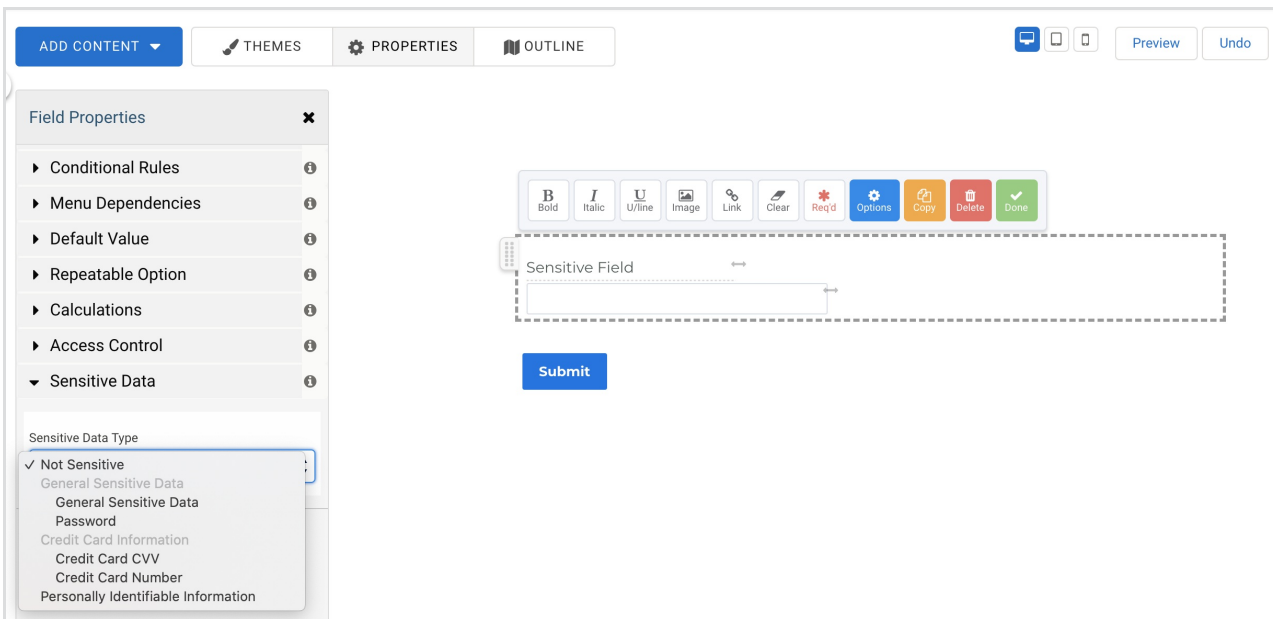 ADD CONTENT
THEMES
PROPERTIES
OUTLINE
Preview
Undo
Field Properties
Conditional Rules
Menu Dependencies
Default Value
Repeatable Option
Calculations
Access Control
Sensitive Data
Sensitive Data Type
Not Sensitive
General Sensitive Data
General Sensitive Data
Password
Credit Card Information
Credit Card CVV
Credit Card Number
Personally Identifiable Information
B
Bold
I
Italic
U
U/line
Image
Link
Clear
Req'd
Options
Copy
Delete
Done
Sensitive Field
Submit